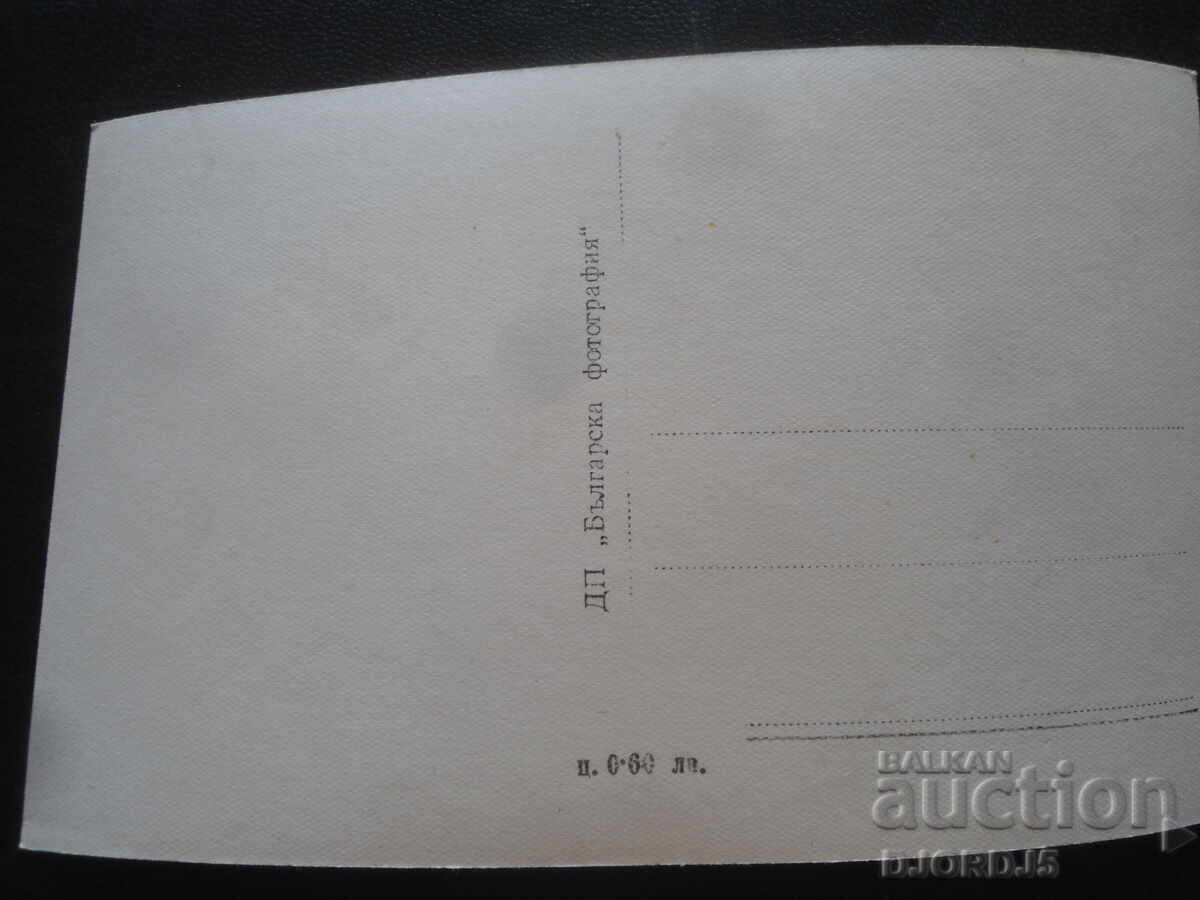 ДП „Българска фотография“
ц. 0·60 лв.
BALKAN
auction
DJORDJ5